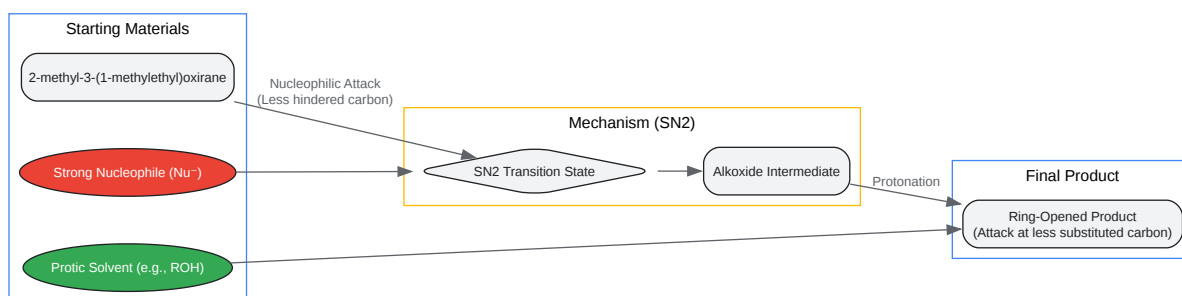 Starting Materials
2-methyl-3-(1-methylethyl)oxirane
Nucleophilic Attack
(Less hindered carbon)
Mechanism (SN2)
Strong Nucleophile (Nu⁻)
SN2 Transition State
Alkoxide Intermediate
Protonation
Final Product
Ring-Opened Product
(Attack at less substituted carbon)
Protic Solvent (e.g., ROH)